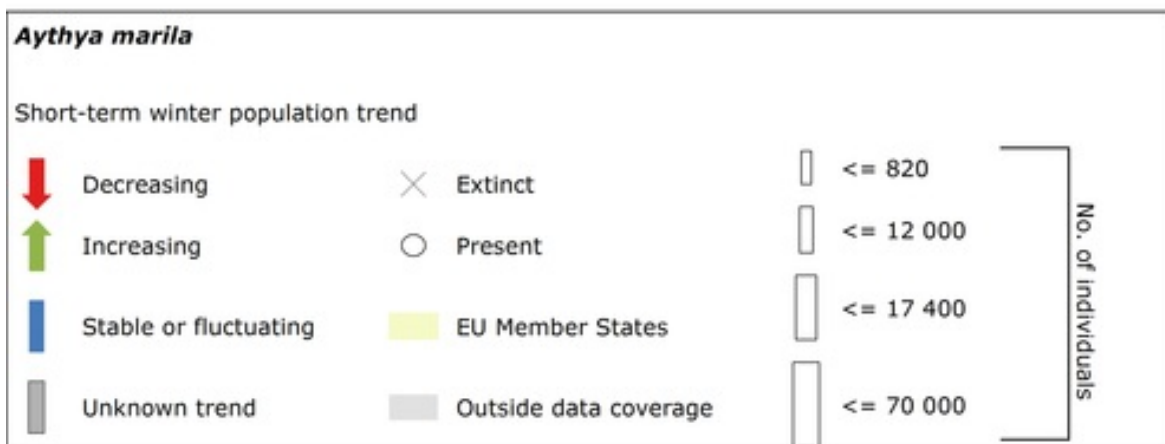 Aythya marila
Short-term winter population trend
Decreasing
Increasing
Stable or fluctuating
Unknown trend
Extinct
Present
EU Member States
Outside data coverage
<= 820
<= 12 000
<= 17 400
<= 70 000
No. of individuals